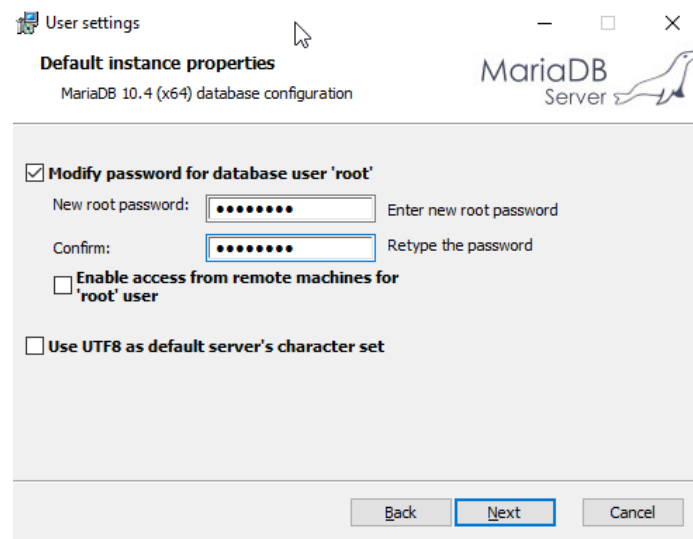 User settings
Default instance properties
MariaDB 10.4 (x64) database configuration
MariaDB
Server
Modify password for database user 'root'
New root password: ●●●●●●●● Enter new root password
Confirm: ●●●●●●●● Retype the password
Enable access from remote machines for
'root' user
Use UTF8 as default server's character set
Back Next Cancel